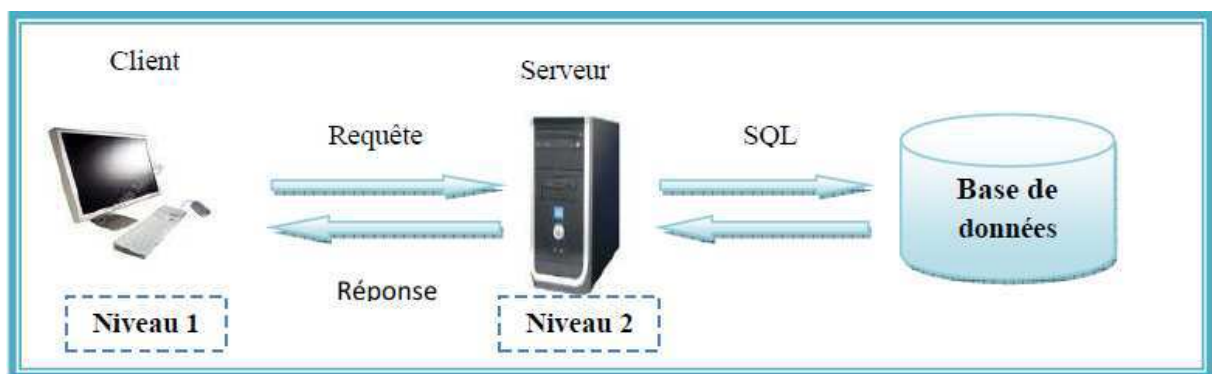 Client
Serveur
Requête
SQL
Base de
données
Réponse
Niveau 1
Niveau 2